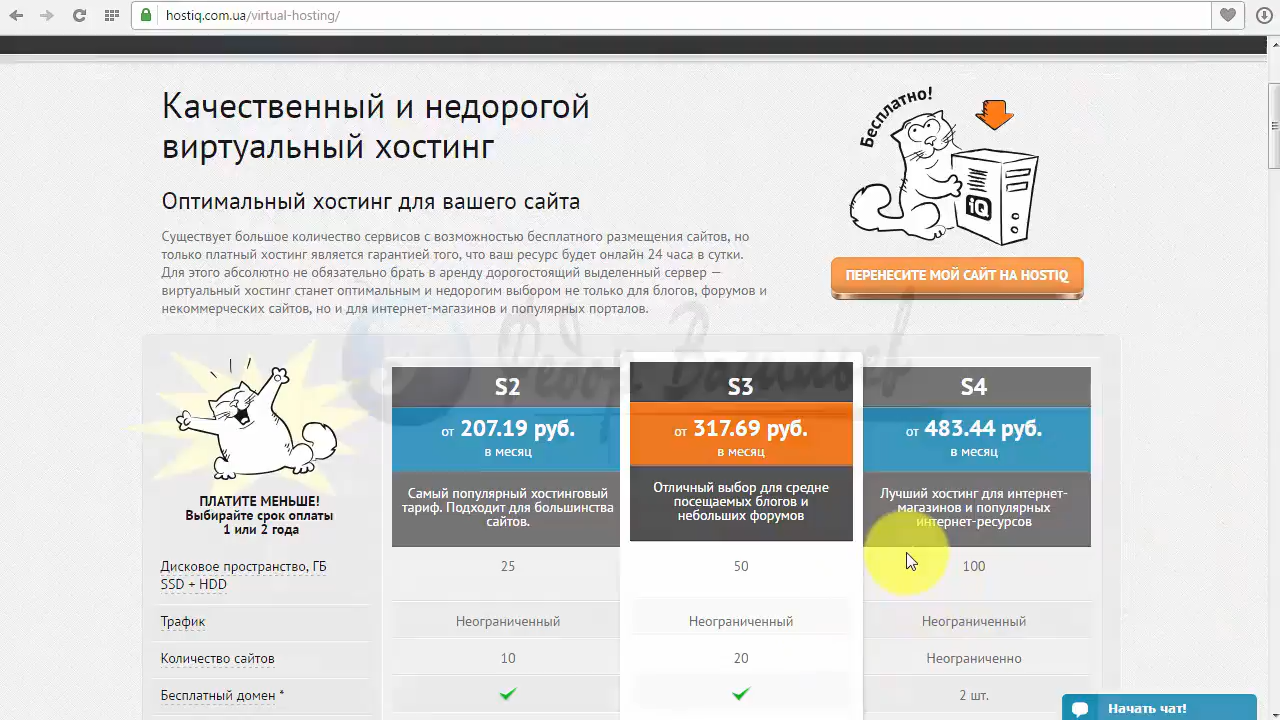 hostiq.com.ua/virtual-hosting/
Качественный и недорогой
виртуальный хостинг
Бесплатно!
iQ
Оптимальный хостинг для вашего сайта
Существует большое количество сервисов с возможностью бесплатного размещения сайтов, но
только платный хостинг является гарантией того, что ваш ресурс будет онлайн 24 часа в сутки.
Для этого абсолютно не обязательно брать в аренду дорогостоящий выделенный сервер —
виртуальный хостинг станет оптимальным и недорогим выбором не только для блогов, форумов и
некоммерческих сайтов, но и для интернет-магазинов и популярных порталов.
ПЕРЕНЕСИТЕ МОЙ САЙТ НА HOSTIQ
Федор Васильев
ПЛАТИТЕ МЕНЬШЕ!
Выбирайте срок оплаты
1 или 2 года
S2 S3 S4
от 207.19 руб. от 317.69 руб. от 483.44 руб.
в месяц в месяц в месяц
Самый популярный хостинговый
тариф. Подходит для большинства
сайтов.
Отличный выбор для средне
посещаемых блогов и
небольших форумов
Лучший хостинг для интернет-
магазинов и популярных
интернет-ресурсов
Дисковое пространство, ГБ
SSD + HDD
25 50 100
Трафик Неограниченный Неограниченный Неограниченный
Количество сайтов 10 20 Неограниченно
Бесплатный домен * 2 шт.
Начать чат!